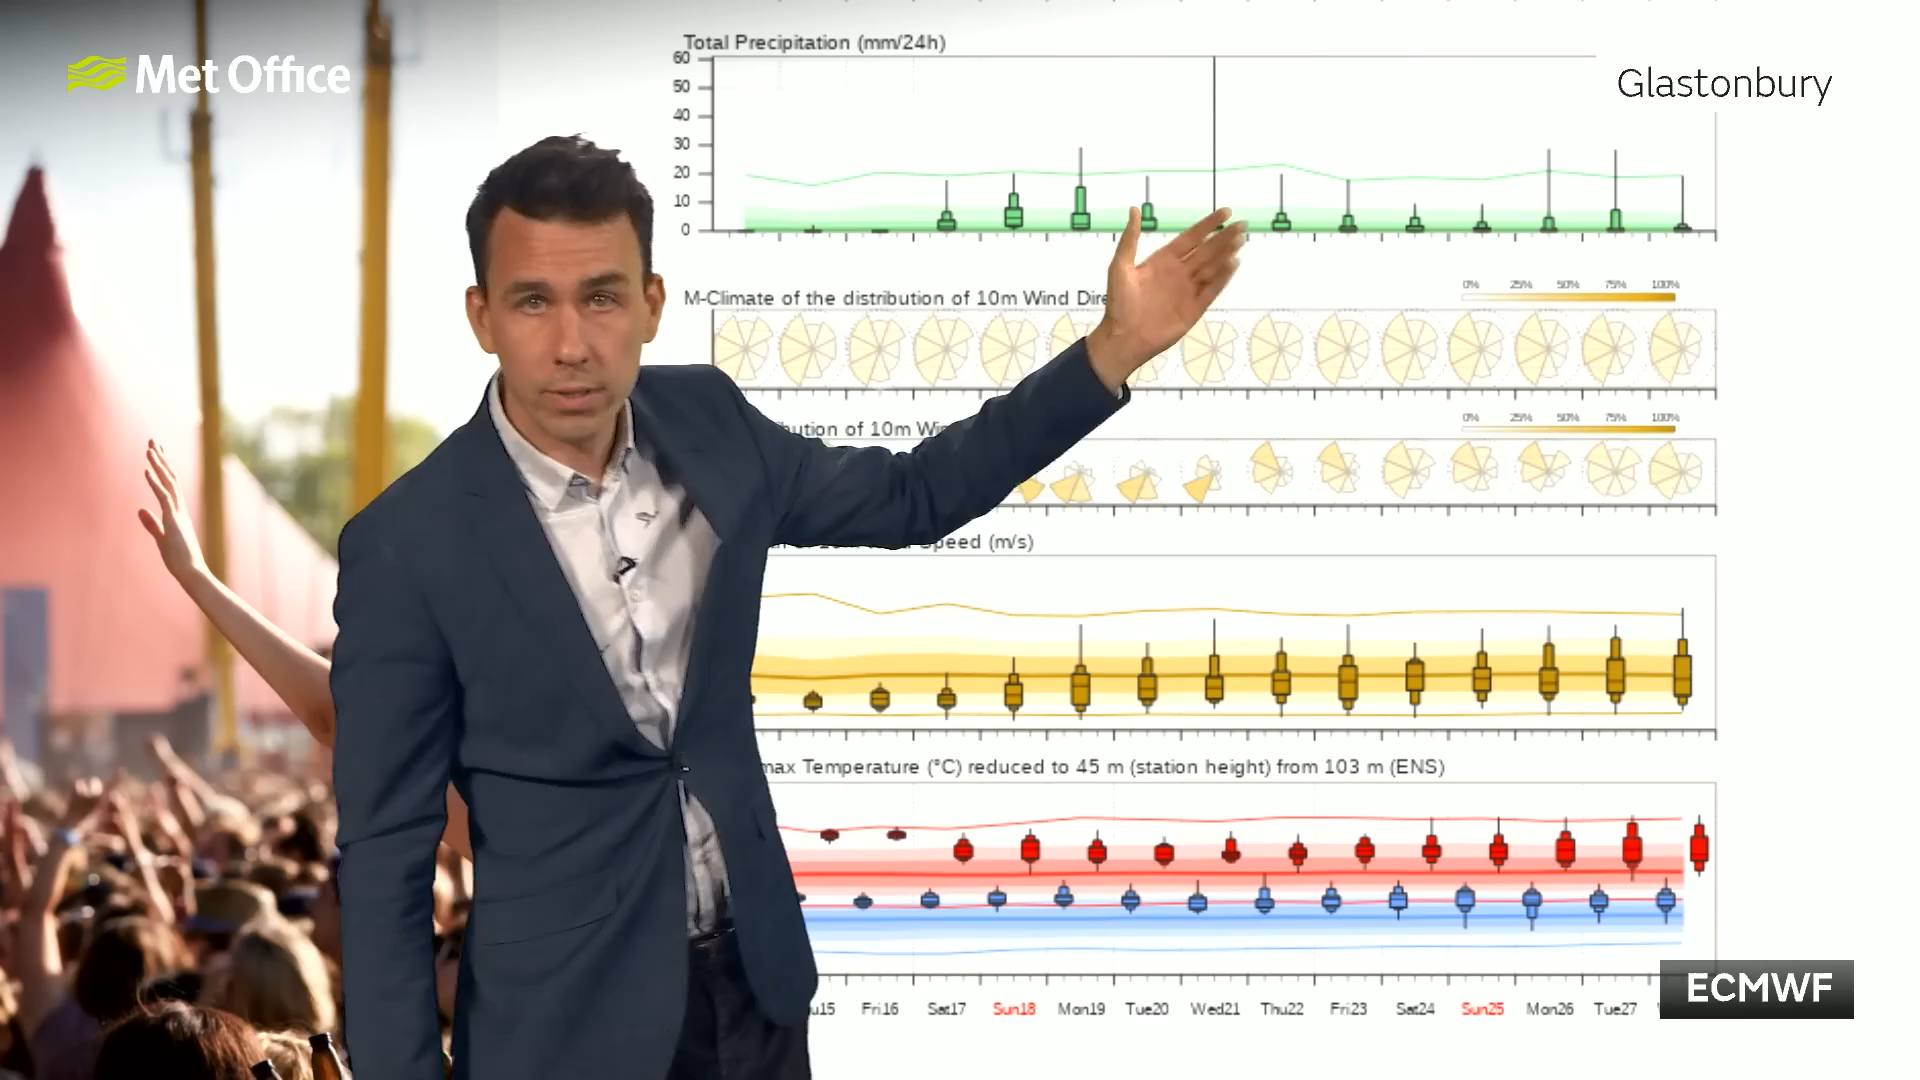 Met Office
Glastonbury
Total Precipitation (mm/24h)
60
50
40
30
20
10
0
M-Climate of the distribution of 10m Wind Dire
0% 25% 50% 75% 100%
bution of 10m Win
0% 25% 50% 75% 100%
Speed (m/s)
max Temperature (°C) reduced to 45 m (station height) from 103 m (ENS)
u15 Fri16 Sat17 Sun18 Mon19 Tue20 Wed21 Thu22 Fri23 Sat24 Sun25 Mon26 Tue27
ECMWF